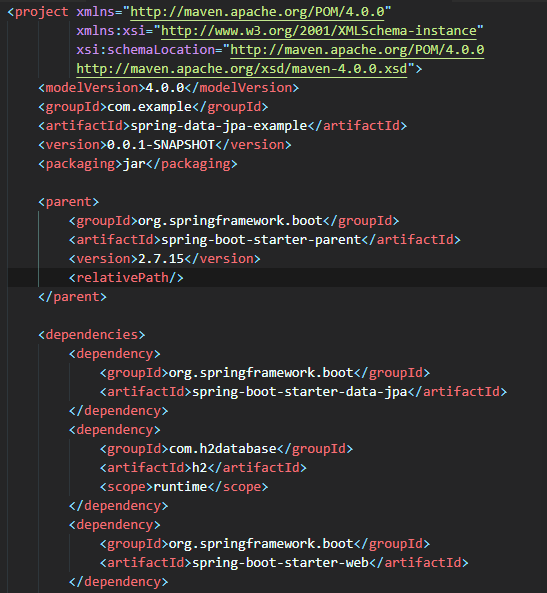 <project xmlns="http://maven.apache.org/POM/4.0.0"
xmlns:xsi="http://www.w3.org/2001/XMLSchema-instance"
xsi:schemaLocation="http://maven.apache.org/POM/4.0.0
http://maven.apache.org/xsd/maven-4.0.0.xsd">
<modelVersion>4.0.0</modelVersion>
<groupId>com.example</groupId>
<artifactId>spring-data-jpa-example</artifactId>
<version>0.0.1-SNAPSHOT</version>
<packaging>jar</packaging>
<parent>
<groupId>org.springframework.boot</groupId>
<artifactId>spring-boot-starter-parent</artifactId>
<version>2.7.15</version>
<relativePath/>
</parent>
<dependencies>
<dependency>
<groupId>org.springframework.boot</groupId>
<artifactId>spring-boot-starter-data-jpa</artifactId>
</dependency>
<dependency>
<groupId>com.h2database</groupId>
<artifactId>h2</artifactId>
<scope>runtime</scope>
</dependency>
<dependency>
<groupId>org.springframework.boot</groupId>
<artifactId>spring-boot-starter-web</artifactId>
</dependency>